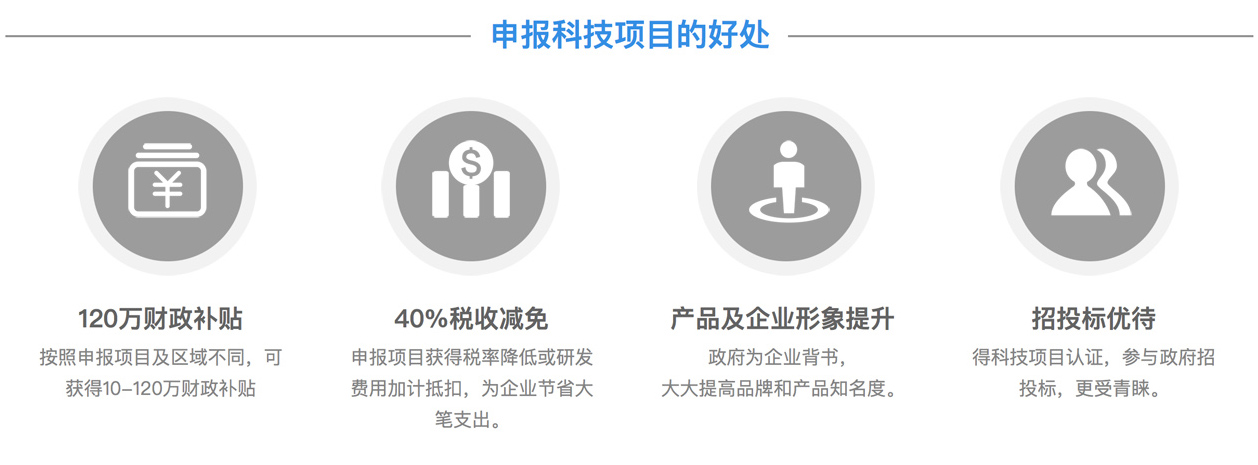 申报科技项目的好处
¥
$
120万财政补贴
按照申报项目及区域不同，可
获得10-120万财政补贴
40%税收减免
申报项目获得税率降低或研发
费用加计抵扣，为企业节省大
笔支出。
产品及企业形象提升
政府为企业背书，
大大提高品牌和产品知名度。
招投标优待
得科技项目认证，参与政府招
投标，更受青睐。